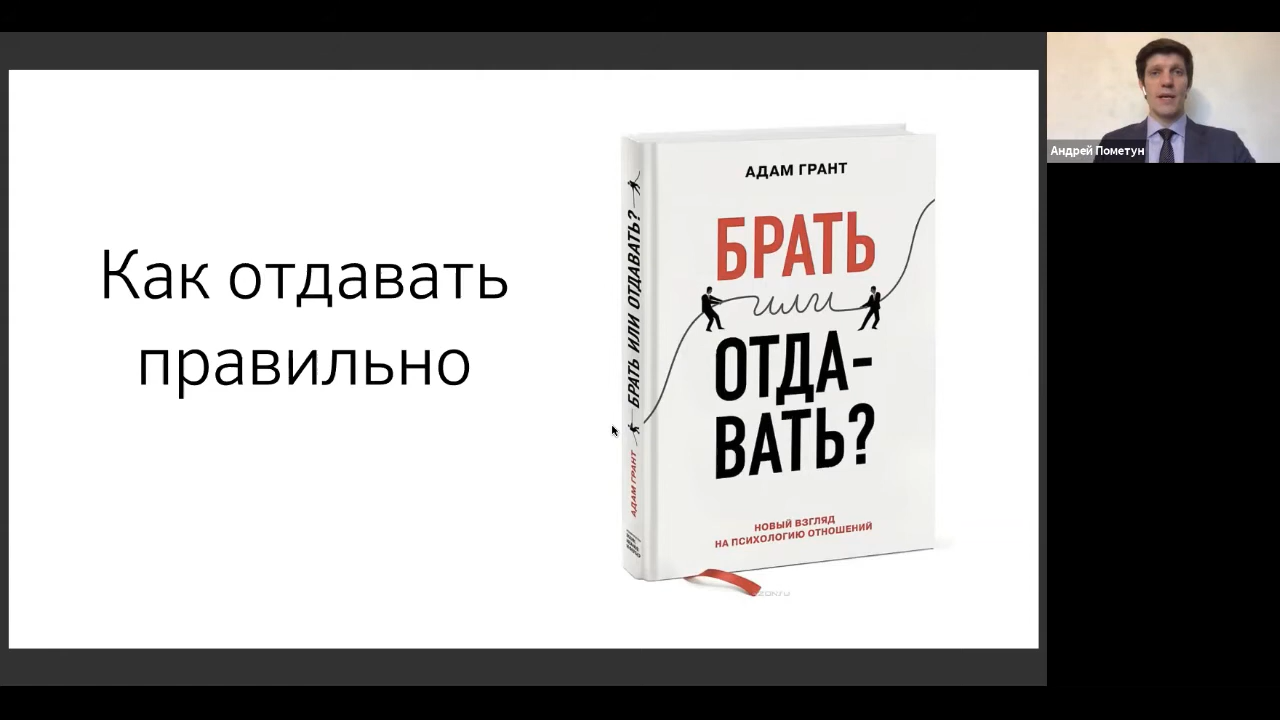 Как отдавать
правильно
АДАМ ГРАНТ
БРАТЬ
или
ОТДА-
ВАТЬ?
НОВЫЙ ВЗГЛЯД
НА ПСИХОЛОГИЮ ОТНОШЕНИЙ
БРАТЬ ИЛИ ОТДАВАТЬ?
АДАМ ГРАНТ
Андрей Пометун